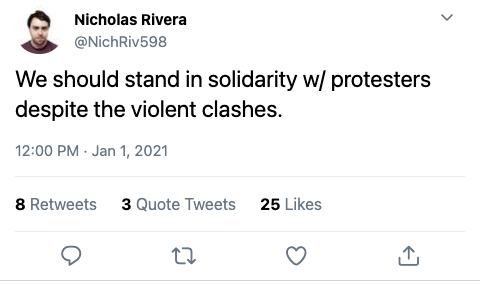 Nicholas Rivera
@NichRiv598
We should stand in solidarity w/ protesters
despite the violent clashes.
12:00 PM · Jan 1, 2021
8 Retweets 3 Quote Tweets 25 Likes